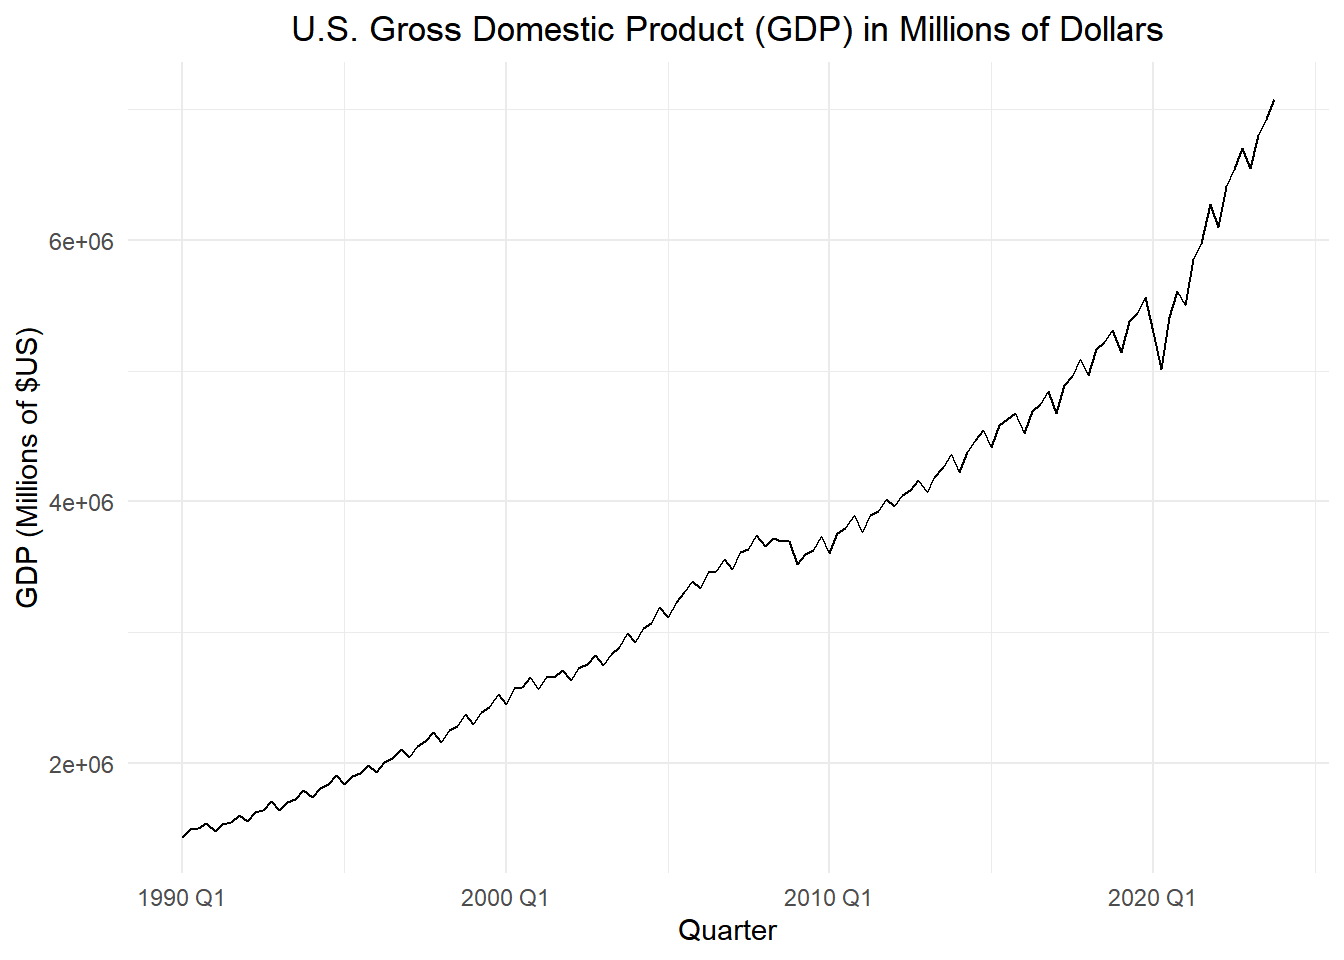 U.S. Gross Domestic Product (GDP) in Millions of Dollars
GDP (Millions of $US)
6e+06
4e+06
2e+06
1990 Q1
2000 Q1
2010 Q1
2020 Q1
Quarter